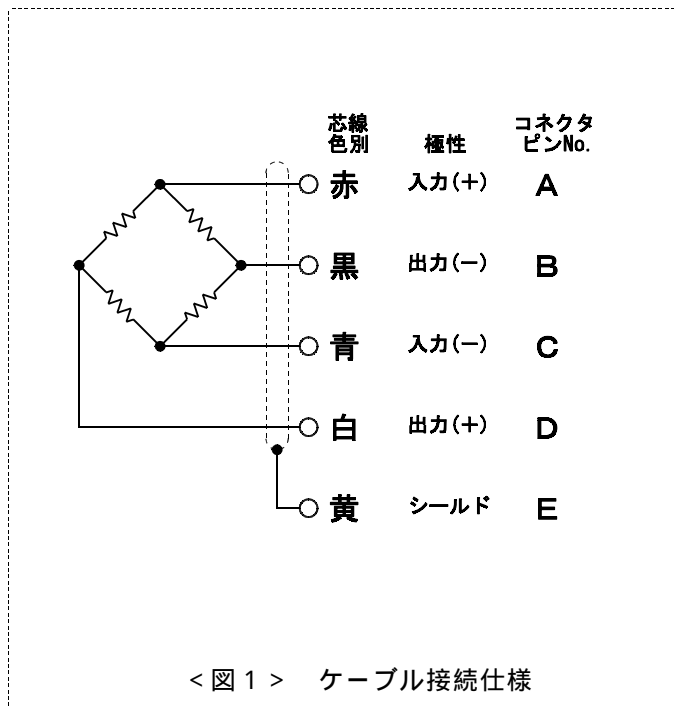 芯線
色別
極性
コネクタ
ピンNo.
赤 入力(+) A
黒 出力(-) B
青 入力(-) C
白 出力(+) D
黄 シールド E
<図1> ケーブル接続仕様